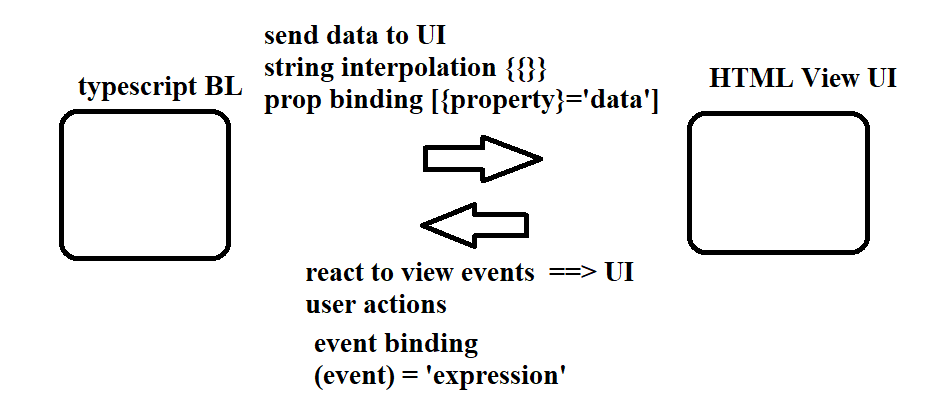 send data to UI
string interpolation {{}}
prop binding [{property}='data']
typescript BL
HTML View UI
react to view events ==> UI
user actions
event binding
(event) = 'expression'